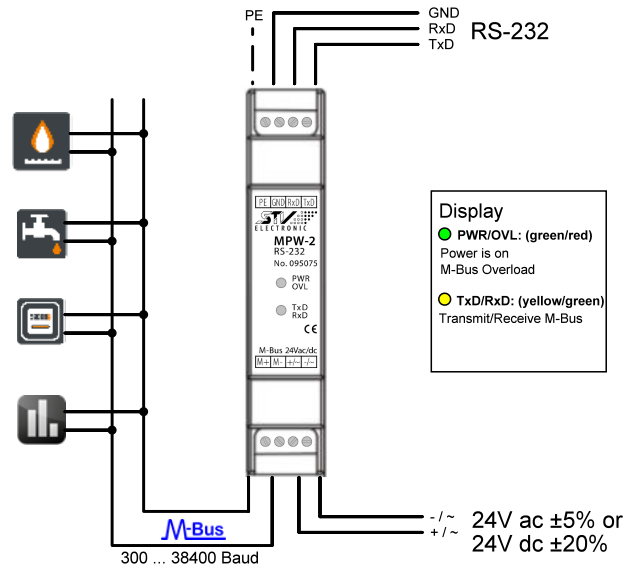 PE
GND
RxD
TxD
RS-232
PE GND RxD TxD
STV
ELECTRONIC
MPW-2
RS-232
No. 095075
PWR
OVL
TxD
RxD
CE
M-Bus 24Vac/dc
M+ M- +/~ -/~
Display
PWR/OVL: (green/red)
Power is on
M-Bus Overload
TxD/RxD: (yellow/green)
Transmit/Receive M-Bus
M-Bus
300 ... 38400 Baud
- / ~
+ / ~
24V ac ±5% or
24V dc ±20%